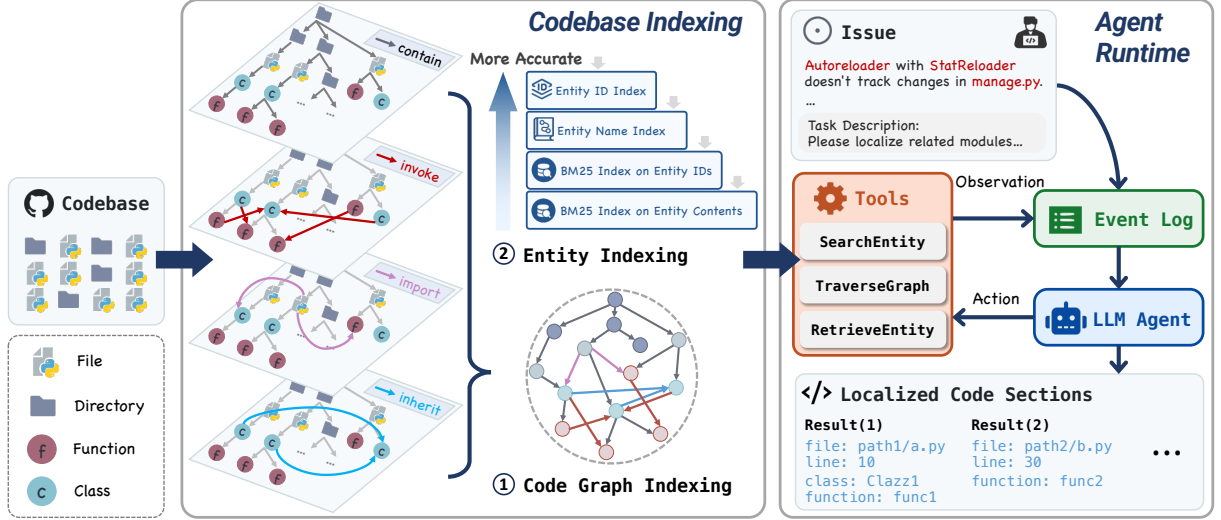 Codebase
File
Directory
Function
Class
Codebase Indexing
contain
invoke
import
inherit
More Accurate
Entity ID Index
Entity Name Index
BM25 Index on Entity IDs
BM25 Index on Entity Contents
② Entity Indexing
① Code Graph Indexing
Agent
Runtime
Issue
Autoreloader with StatReloader
doesn't track changes in manage.py.
...
Task Description:
Please localize related modules...
Tools
SearchEntity
TraverseGraph
RetrieveEntity
Observation
Action
Event Log
LLM Agent
</> Localized Code Sections
Result(1)
file: path1/a.py
line: 10
class: Clazz1
function: func1
Result(2)
file: path2/b.py
line: 30
function: func2
...